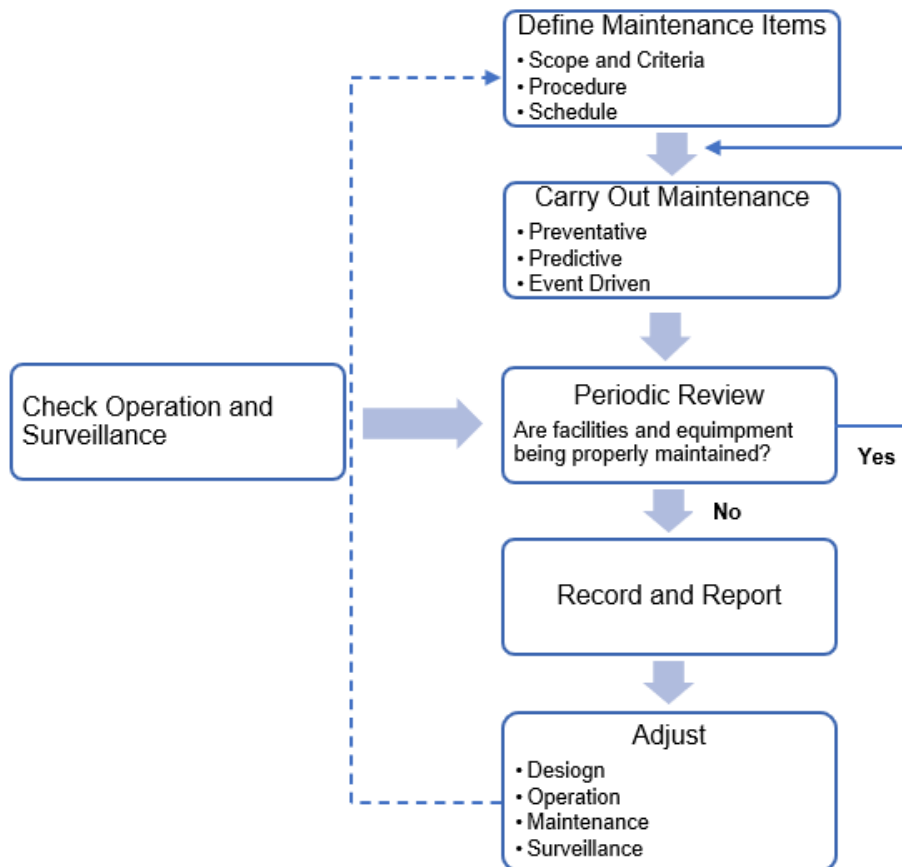 Define Maintenance Items
• Scope and Criteria
• Procedure
• Schedule
Carry Out Maintenance
• Preventative
• Predictive
• Event Driven
Check Operation and
Surveillance
Periodic Review
Are facilities and equimpment
being properly maintained?
Yes
No
Record and Report
Adjust
• Desiogn
• Operation
• Maintenance
• Surveillance